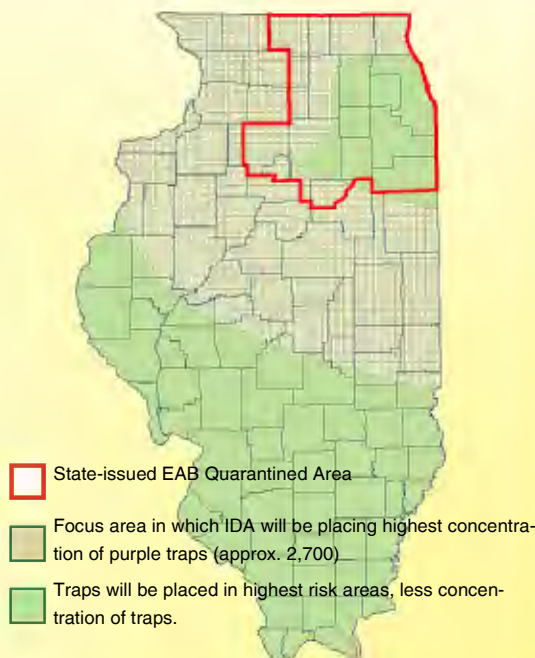 State-issued EAB Quarantined Area
Focus area in which IDA will be placing highest concentra-
tion of purple traps (approx. 2,700)
Traps will be placed in highest risk areas, less concen-
tration of traps.